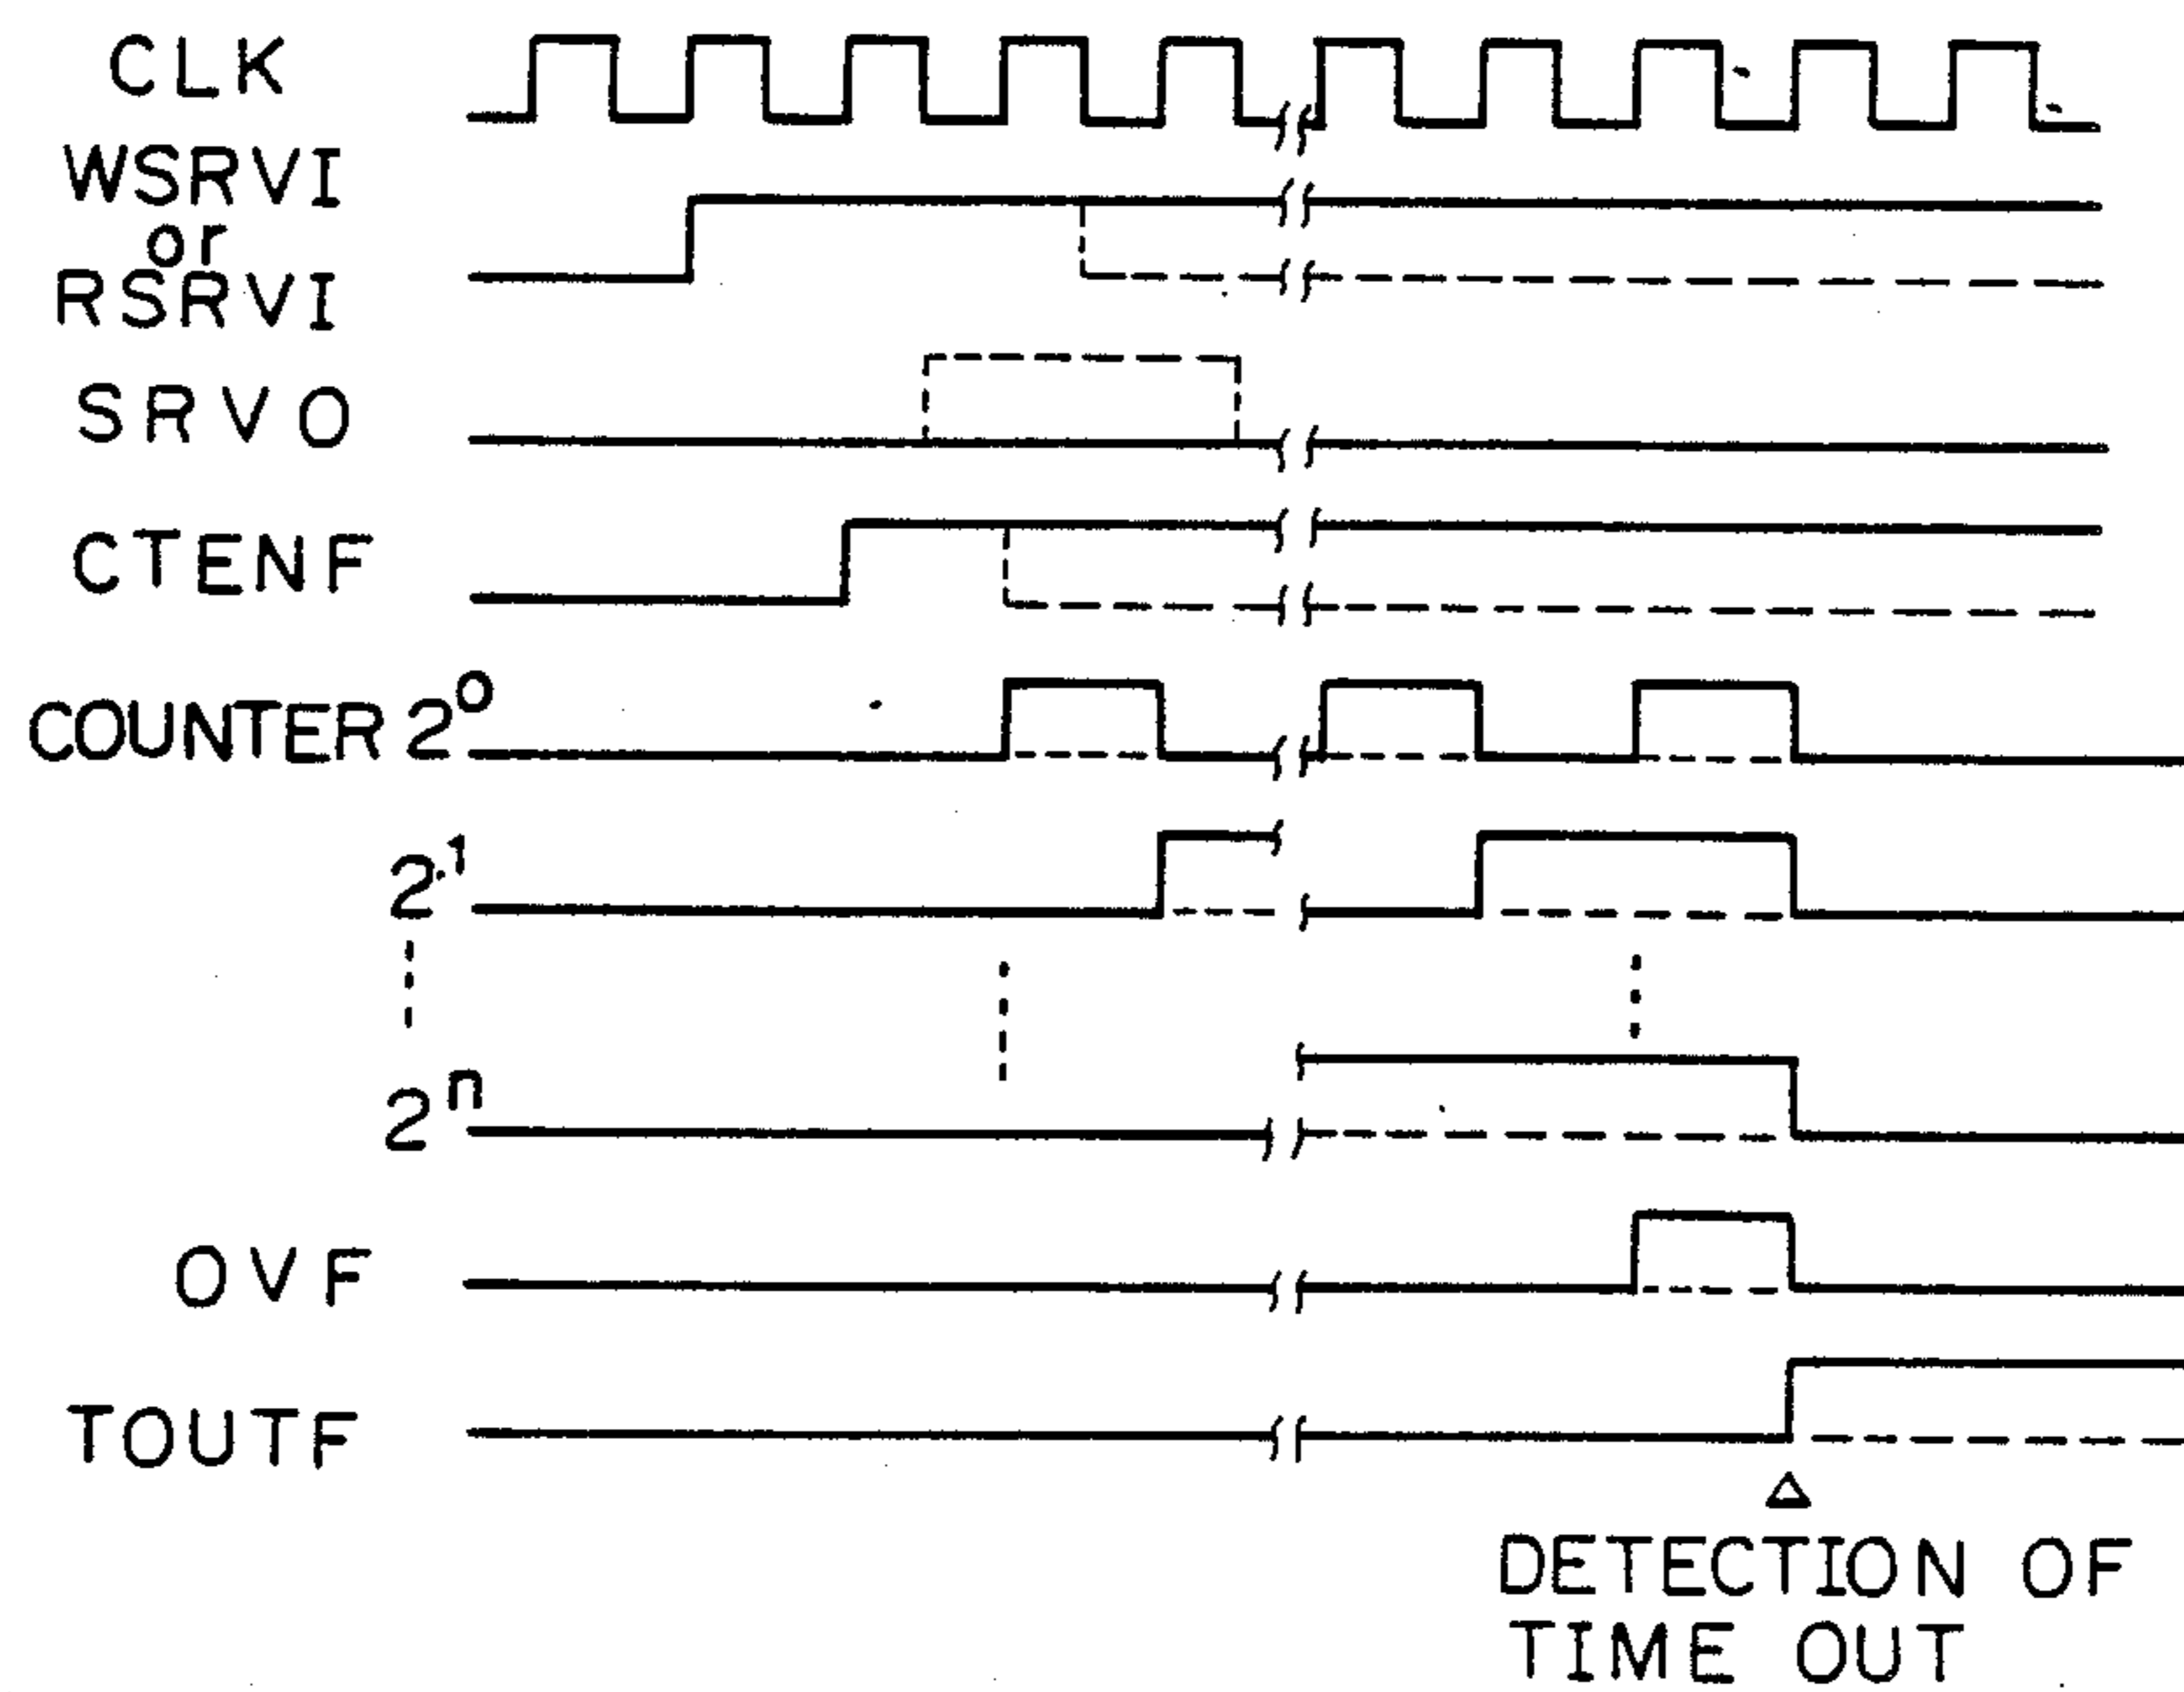 CLK
WSRVI
or
RSRVI
SRVO
CTENF
COUNTER 2⁰
2¹
2ⁿ
OVF
TOUTF
DETECTION OF
TIME OUT